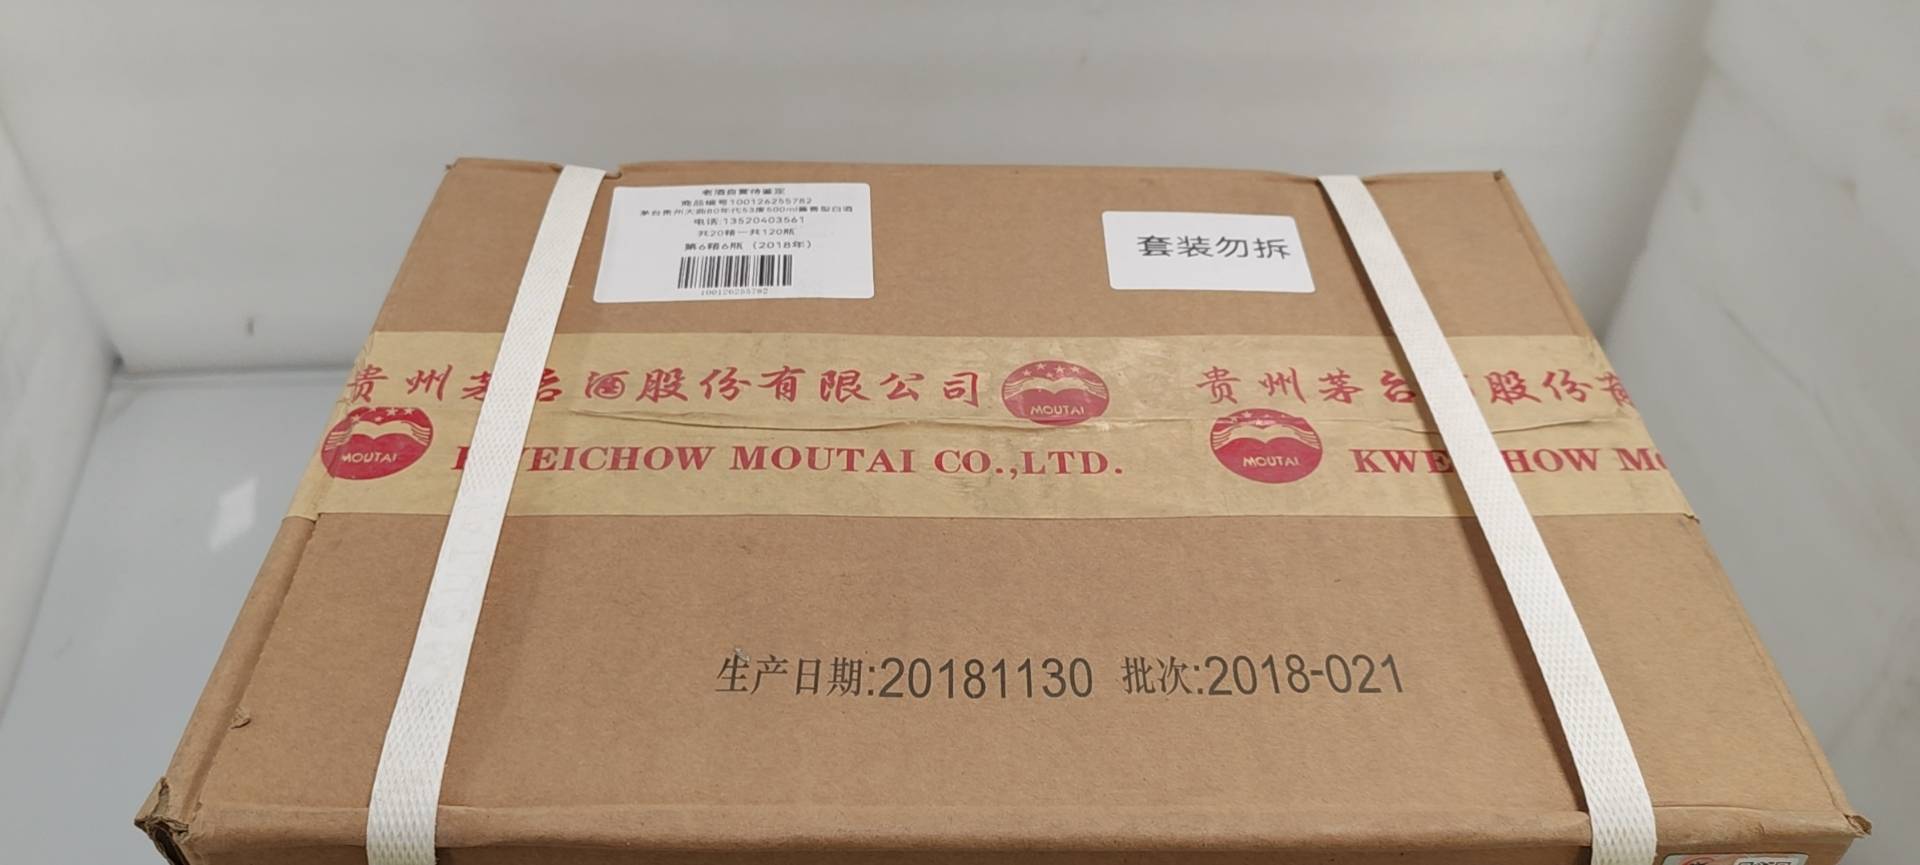 老酒自营待鉴定
商品编号100126255782
茅台贵州大曲80年代53度500ml酱香型白酒
电话:13520403561
共20箱一共120瓶
第6箱6瓶（2018年）
100126255782
套装勿拆
贵州茅台酒股份有限公司 MOUTAI 贵州茅台 股份有
MOUTAI KWEICHOW MOUTAI CO.,LTD. MOUTAI KWEICHOW MO
生产日期:20181130 批次:2018-021